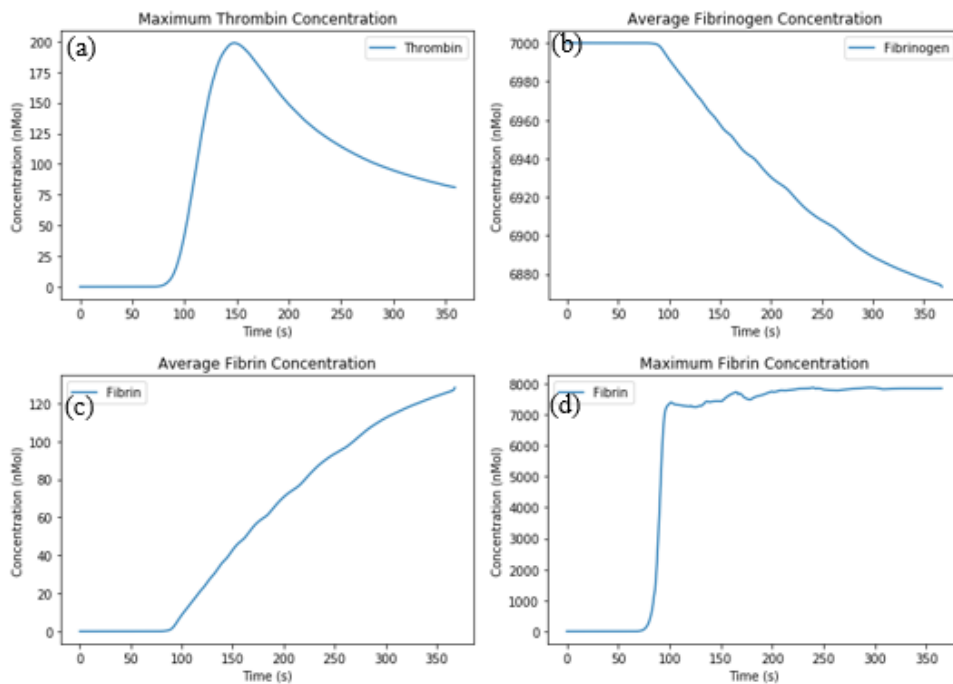 Maximum Thrombin Concentration
(a)
Thrombin
Concentration (nMol)
200
175
150
125
100
75
50
25
0
0 50 100 150 200 250 300 350
Time (s)
Average Fibrinogen Concentration
(b)
Fibrinogen
Concentration (nMol)
7000
6980
6960
6940
6920
6900
6880
0 50 100 150 200 250 300 350
Time (s)
Average Fibrin Concentration
(c)
Fibrin
Concentration (nMol)
120
100
80
60
40
20
0
0 50 100 150 200 250 300 350
Time (s)
Maximum Fibrin Concentration
(d)
Fibrin
Concentration (nMol)
8000
7000
6000
5000
4000
3000
2000
1000
0
0 50 100 150 200 250 300 350
Time (s)